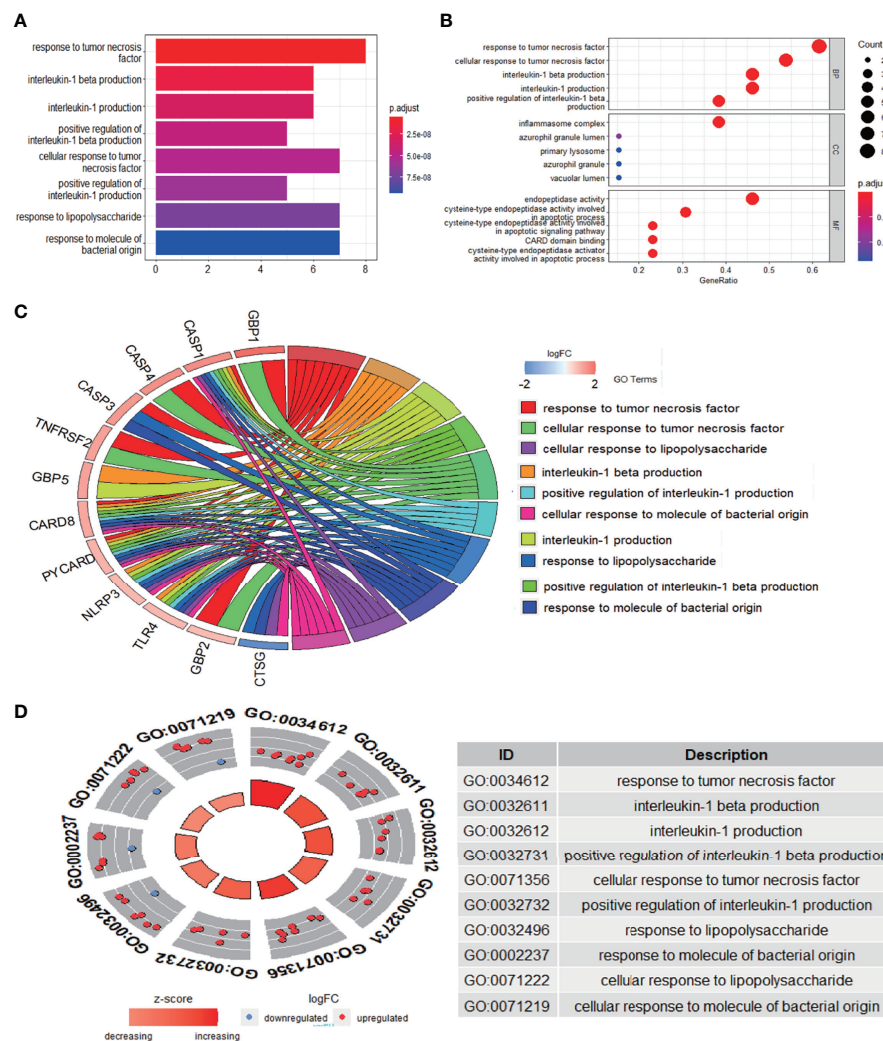 A
response to tumor necrosis
factor
interleukin-1 beta production
interleukin-1 production
positive regulation of
interleukin-1 beta production
cellular response to tumor
necrosis factor
positive regulation of
interleukin-1 production
response to lipopolysaccharide
response to molecule of
bacterial origin
0 2 4 6 8
p.adjust
2.5e-08
5.0e-08
7.5e-08
B
response to tumor necrosis factor
cellular response to tumor necrosis factor
interleukin-1 beta production
interleukin-1 production
positive regulation of interleukin-1 beta
production
BP
inflammasome complex
azurophil granule lumen
primary lysosome
azurophil granule
vacuolar lumen
CC
endopeptidase activity
cysteine-type endopeptidase activity involved
in apoptotic process
cysteine-type endopeptidase activity involved
in apoptotic signaling pathway
CARD domain binding
cysteine-type endopeptidase activator
activity involved in apoptotic process
MF
0.2 0.3 0.4 0.5 0.6
GeneRatio
Count
2
3
4
5
6
7
8
p.adjust
0.
0.
C
GBP1
CASP1
CASP4
CASP3
TNFRSF2
GBP5
CARD8
PYCARD
NLRP3
TLR4
GBP2
CTSG
logFC
-2 2
GO Terms
response to tumor necrosis factor
cellular response to tumor necrosis factor
cellular response to lipopolysaccharide
interleukin-1 beta production
positive regulation of interleukin-1 production
cellular response to molecule of bacterial origin
interleukin-1 production
response to lipopolysaccharide
positive regulation of interleukin-1 beta production
response to molecule of bacterial origin
D
GO:0034612
GO:0032611
GO:0032612
GO:0032731
GO:0071356
GO:0032732
GO:0032496
GO:0002237
GO:0071222
GO:0071219
z-score
decreasing increasing
logFC
downregulated upregulated
ID Description
GO:0034612 response to tumor necrosis factor
GO:0032611 interleukin-1 beta production
GO:0032612 interleukin-1 production
GO:0032731 positive regulation of interleukin-1 beta production
GO:0071356 cellular response to tumor necrosis factor
GO:0032732 positive regulation of interleukin-1 production
GO:0032496 response to lipopolysaccharide
GO:0002237 response to molecule of bacterial origin
GO:0071222 cellular response to lipopolysaccharide
GO:0071219 cellular response to molecule of bacterial origin